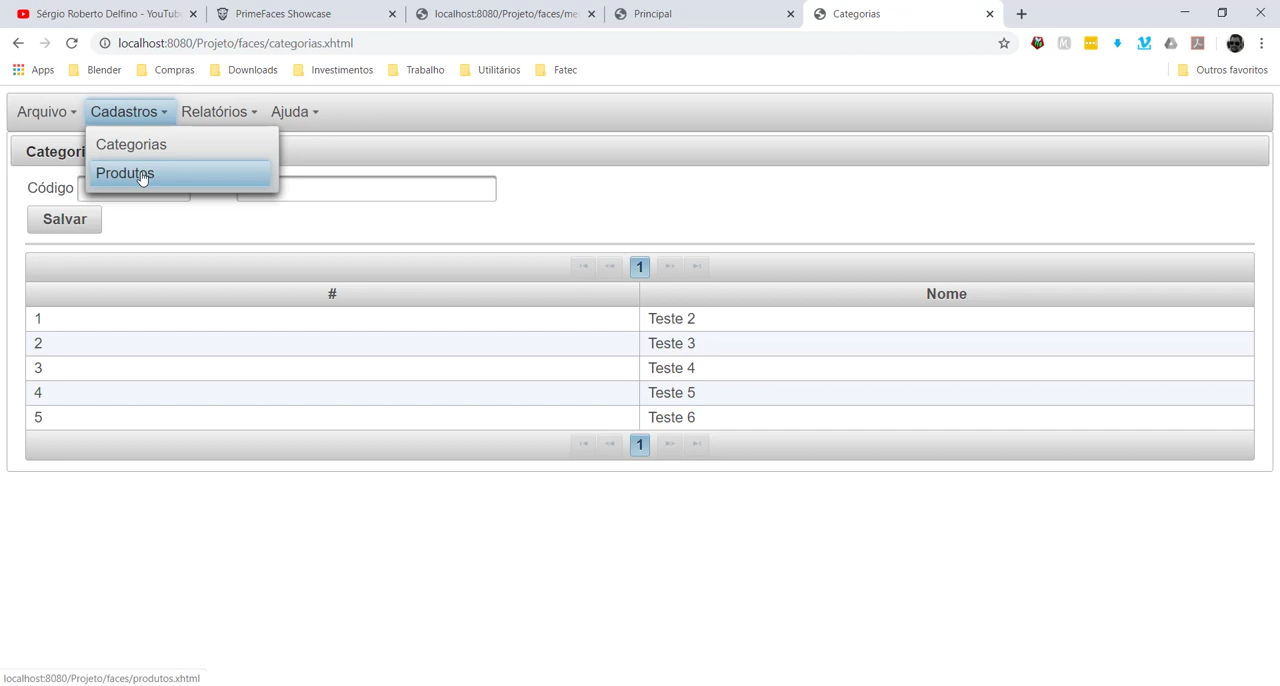 Sérgio Roberto Delfino - YouTub
PrimeFaces Showcase
localhost:8080/Projeto/faces/me
Principal
Categorias
localhost:8080/Projeto/faces/categorias.xhtml
Apps
Blender
Compras
Downloads
Investimentos
Trabalho
Utilitários
Fatec
Outros favoritos
Arquivo
Cadastros
Relatórios
Ajuda
Categorias
Produtos
Categori
Código
Salvar
1
# Nome
1 Teste 2
2 Teste 3
3 Teste 4
4 Teste 5
5 Teste 6
1
localhost:8080/Projeto/faces/produtos.xhtml